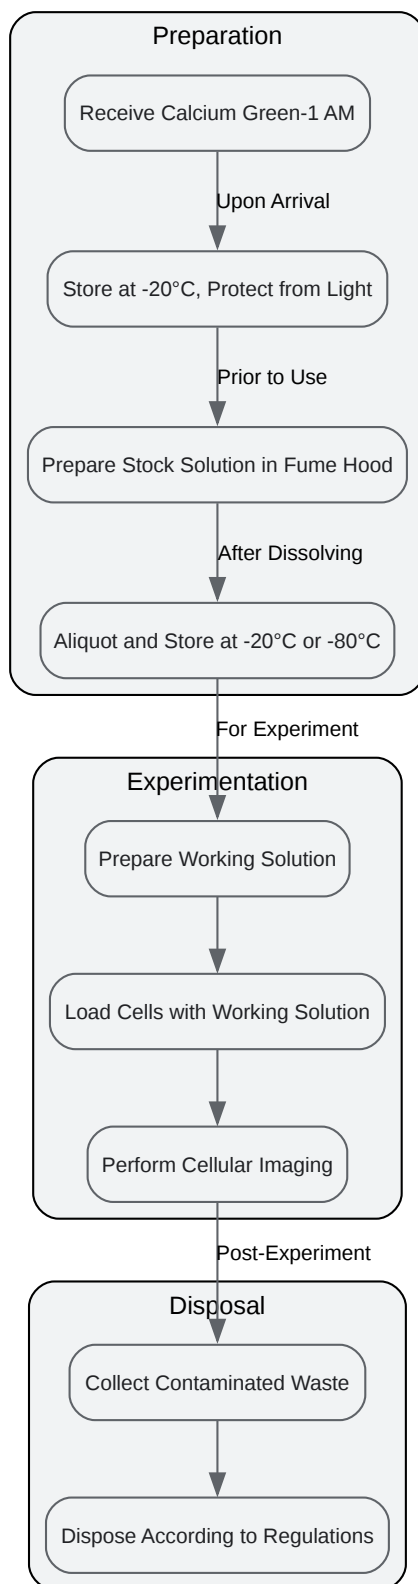 Preparation
Receive Calcium Green-1 AM
Upon Arrival
Store at -20°C, Protect from Light
Prior to Use
Prepare Stock Solution in Fume Hood
After Dissolving
Aliquot and Store at -20°C or -80°C
For Experiment
Experimentation
Prepare Working Solution
Load Cells with Working Solution
Perform Cellular Imaging
Post-Experiment
Disposal
Collect Contaminated Waste
Dispose According to Regulations